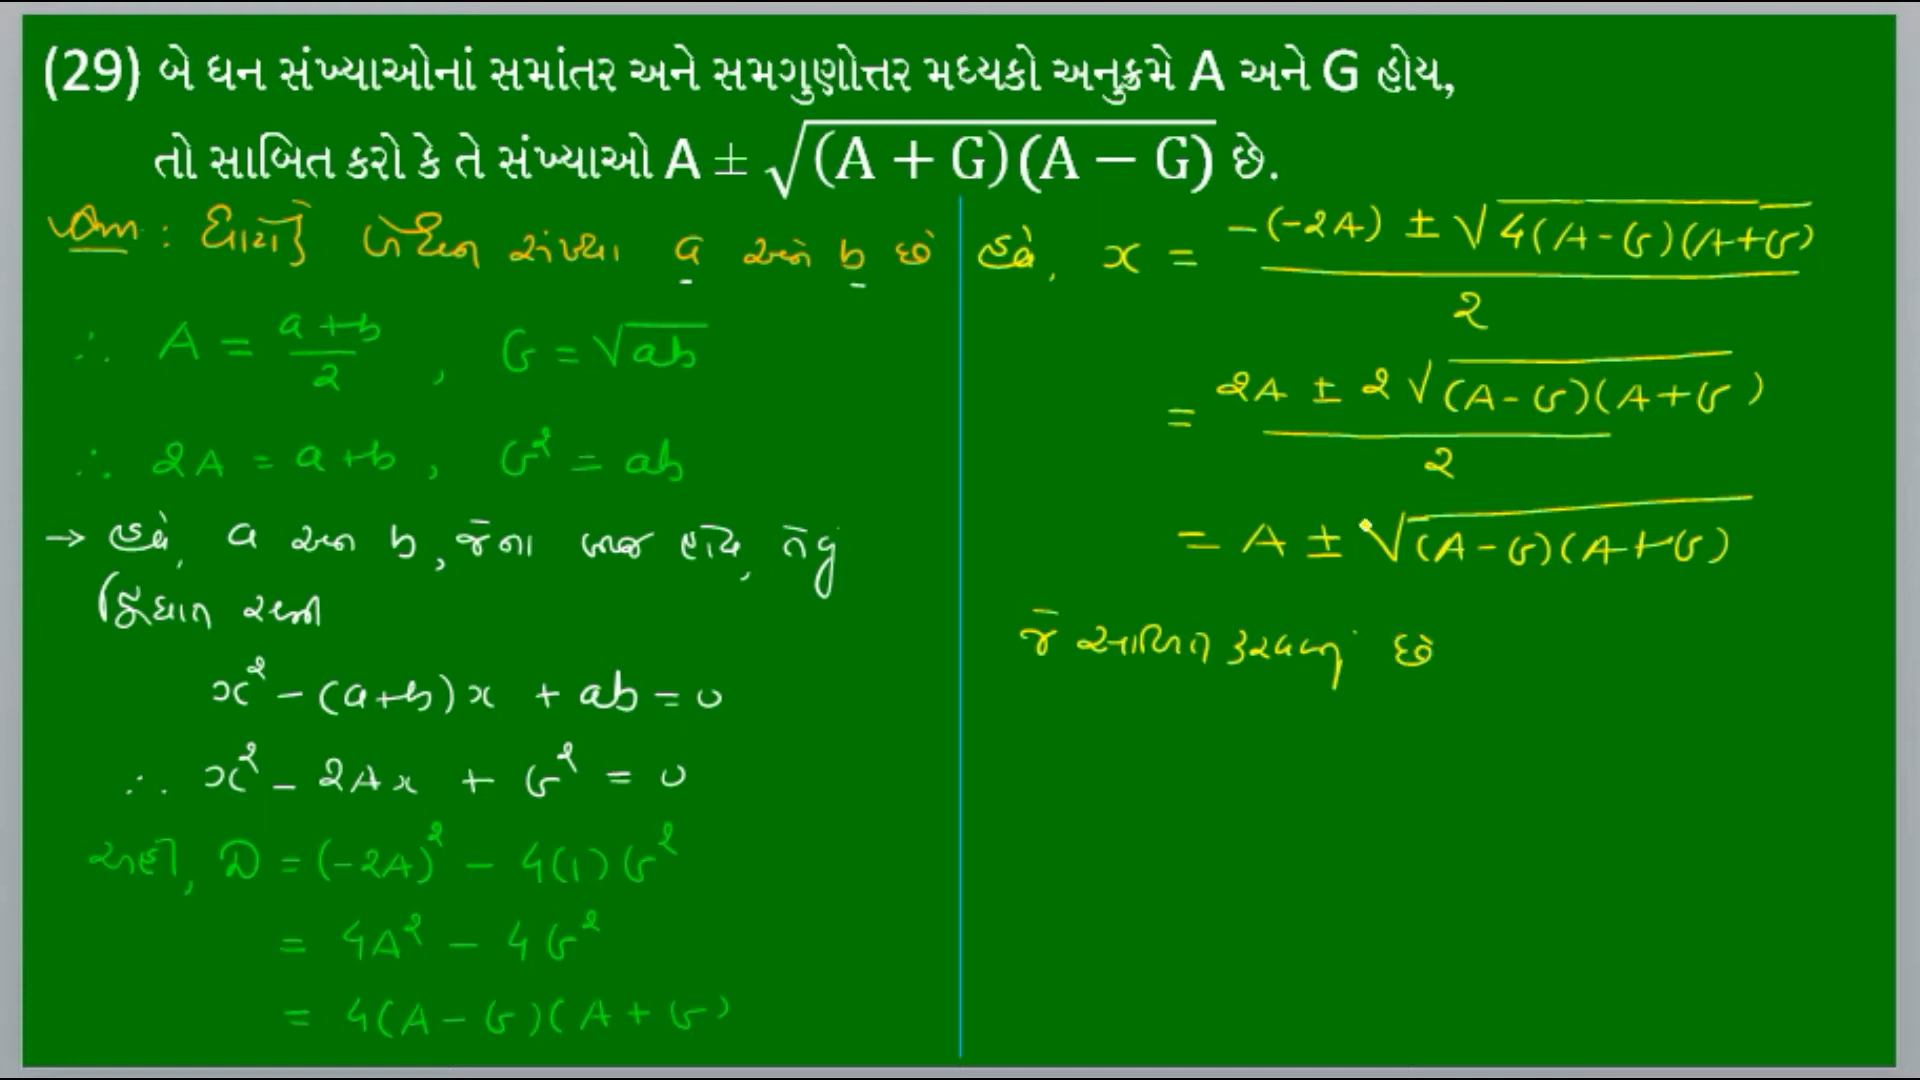 (29) બે ધન સંખ્યાઓનાં સમાંતર અને સમગુણોત્તર મધ્યકો અનુક્રમે A અને G હોય,
તો સાબિત કરો કે તે સંખ્યાઓ A ± √(A + G)(A − G) છે.
Ans : ધારોકે બે ધન સંખ્યા a અને b છે
∴ A = a+b/2 , G = √ab
∴ 2A = a+b , G² = ab
→ હવે, a અને b, જેના બીજ હોય, તેવું
દ્વિઘાત સમી
x² - (a+b)x + ab = 0
∴ x² - 2Ax + G² = 0
અહી, D = (-2A)² - 4(1)G²
= 4A² - 4G²
= 4(A-G)(A+G)
હવે, x = -(-2A) ± √4(A-G)(A+G) / 2
= 2A ± 2√(A-G)(A+G) / 2
= A ± √(A-G)(A+G)
જે સાબિત કરવાનું છે